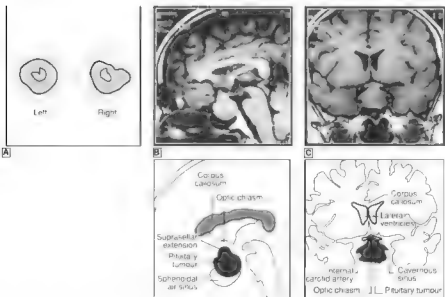 Left Right
A
B
C
Corpus
callosum
Optic chiasm
Suprasellar
extension
Pituitary
tumour
Sphenoidal
air sinus
Corpus
callosum
Lateral
ventricles
Internal
carotid artery
Cavernous
sinus
Optic chiasm
Pituitary tumour